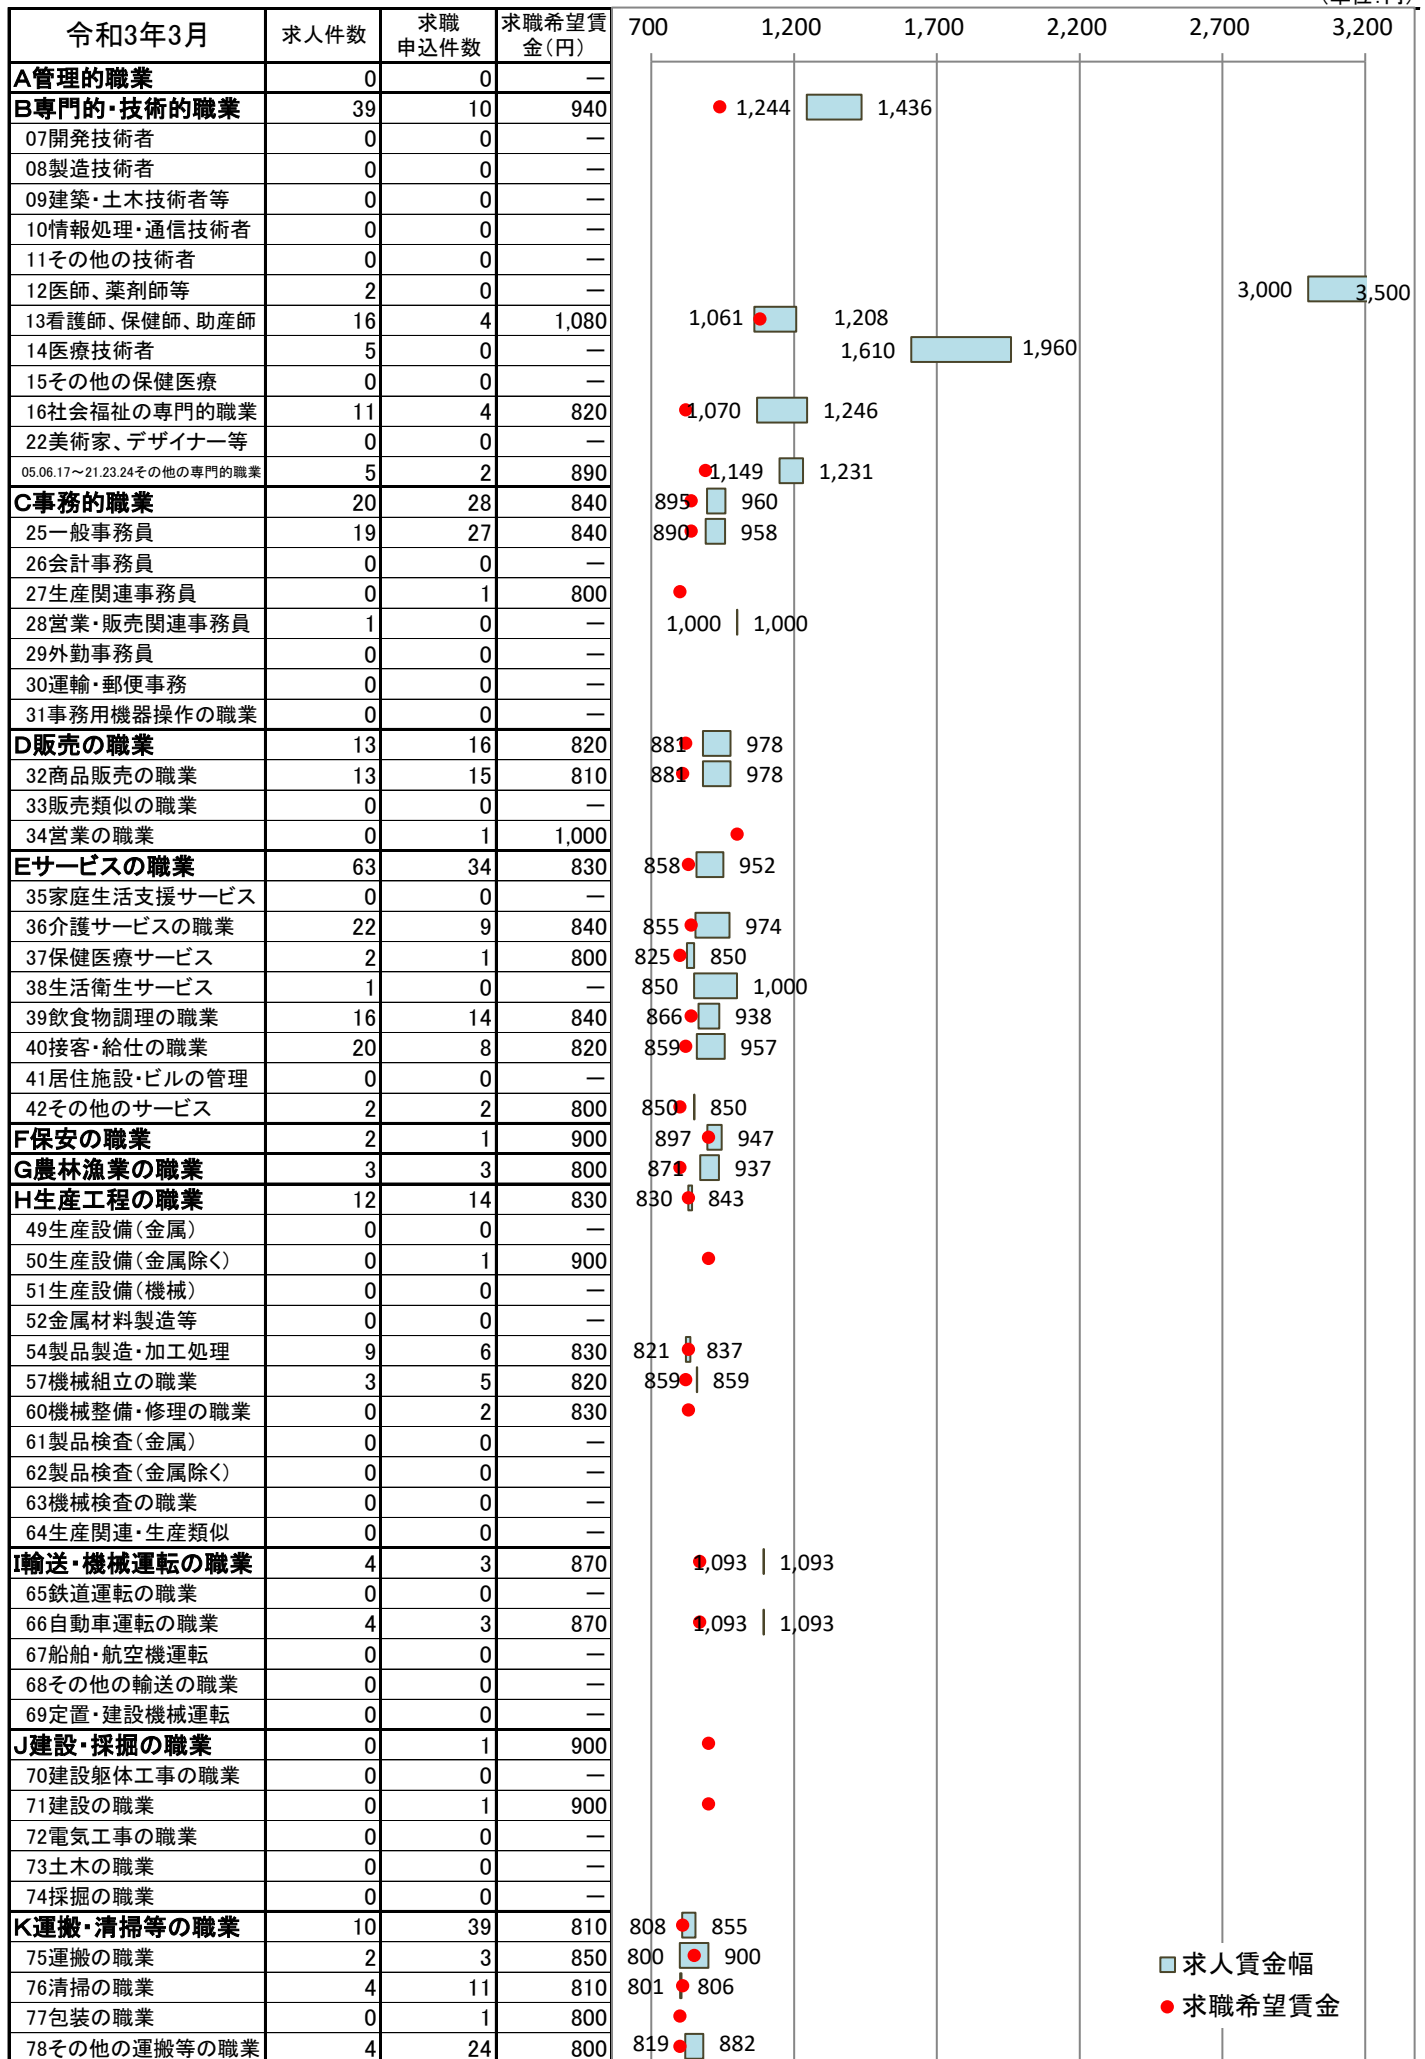 (単位:円)
令和3年3月 求人件数 求職申込件数 求職希望賃金(円) 700 1,200 1,700 2,200 2,700 3,200
A管理的職業 0 0 ―
B専門的・技術的職業 39 10 940 1,244 1,436
07開発技術者 0 0 ―
08製造技術者 0 0 ―
09建築・土木技術者等 0 0 ―
10情報処理・通信技術者 0 0 ―
11その他の技術者 0 0 ―
12医師、薬剤師等 2 0 ― 3,000 3,500
13看護師、保健師、助産師 16 4 1,080 1,061 1,208
14医療技術者 5 0 ― 1,610 1,960
15その他の保健医療 0 0 ―
16社会福祉の専門的職業 11 4 820 1,070 1,246
22美術家、デザイナー等 0 0 ―
05.06.17～21.23.24その他の専門的職業 5 2 890 1,149 1,231
C事務的職業 20 28 840 895 960
25一般事務員 19 27 840 890 958
26会計事務員 0 0 ―
27生産関連事務員 0 1 800
28営業・販売関連事務員 1 0 ― 1,000 1,000
29外勤事務員 0 0 ―
30運輸・郵便事務 0 0 ―
31事務用機器操作の職業 0 0 ―
D販売の職業 13 16 820 881 978
32商品販売の職業 13 15 810 881 978
33販売類似の職業 0 0 ―
34営業の職業 0 1 1,000
Eサービスの職業 63 34 830 858 952
35家庭生活支援サービス 0 0 ―
36介護サービスの職業 22 9 840 855 974
37保健医療サービス 2 1 800 825 850
38生活衛生サービス 1 0 ― 850 1,000
39飲食物調理の職業 16 14 840 866 938
40接客・給仕の職業 20 8 820 859 957
41居住施設・ビルの管理 0 0 ―
42その他のサービス 2 2 800 850 850
F保安の職業 2 1 900 897 947
G農林漁業の職業 3 3 800 871 937
H生産工程の職業 12 14 830 830 843
49生産設備(金属) 0 0 ―
50生産設備(金属除く) 0 1 900
51生産設備(機械) 0 0 ―
52金属材料製造等 0 0 ―
54製品製造・加工処理 9 6 830 821 837
57機械組立の職業 3 5 820 859 859
60機械整備・修理の職業 0 2 830
61製品検査(金属) 0 0 ―
62製品検査(金属除く) 0 0 ―
63機械検査の職業 0 0 ―
64生産関連・生産類似 0 0 ―
I輸送・機械運転の職業 4 3 870 1,093 1,093
65鉄道運転の職業 0 0 ―
66自動車運転の職業 4 3 870 1,093 1,093
67船舶・航空機運転 0 0 ―
68その他の輸送の職業 0 0 ―
69定置・建設機械運転 0 0 ―
J建設・採掘の職業 0 1 900
70建設躯体工事の職業 0 0 ―
71建設の職業 0 1 900
72電気工事の職業 0 0 ―
73土木の職業 0 0 ―
74採掘の職業 0 0 ―
K運搬・清掃等の職業 10 39 810 808 855
75運搬の職業 2 3 850 800 900
76清掃の職業 4 11 810 801 806
77包装の職業 0 1 800
78その他の運搬等の職業 4 24 800 819 882
求人賃金幅
求職希望賃金